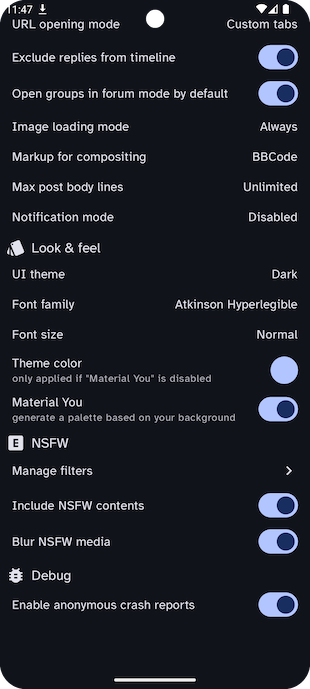 11:47
URL opening mode Custom tabs
Exclude replies from timeline
Open groups in forum mode by default
Image loading mode Always
Markup for compositing BBCode
Max post body lines Unlimited
Notification mode Disabled
Look & feel
UI theme Dark
Font family Atkinson Hyperlegible
Font size Normal
Theme color
only applied if "Material You" is disabled
Material You
generate a palette based on your background
E NSFW
Manage filters
Include NSFW contents
Blur NSFW media
Debug
Enable anonymous crash reports